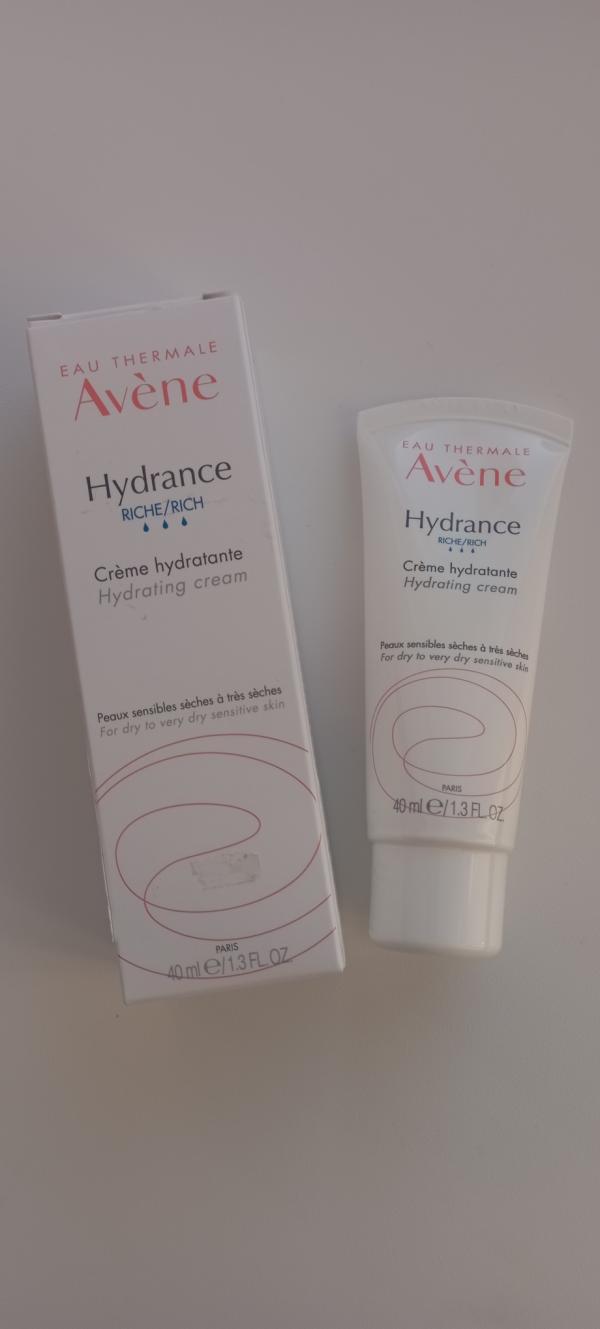 EAU THERMALE
Avène
Hydrance
RICHE/RICH
Crème hydratante
Hydrating cream
Peaux sensibles sèches à très sèches
For dry to very dry sensitive skin
PARIS
40 ml e/1.3 FL.OZ.
EAU THERMALE
Avène
Hydrance
RICHE/RICH
Crème hydratante
Hydrating cream
Peaux sensibles sèches à très sèches
For dry to very dry sensitive skin
PARIS
40 ml e/1.3 FL.OZ.